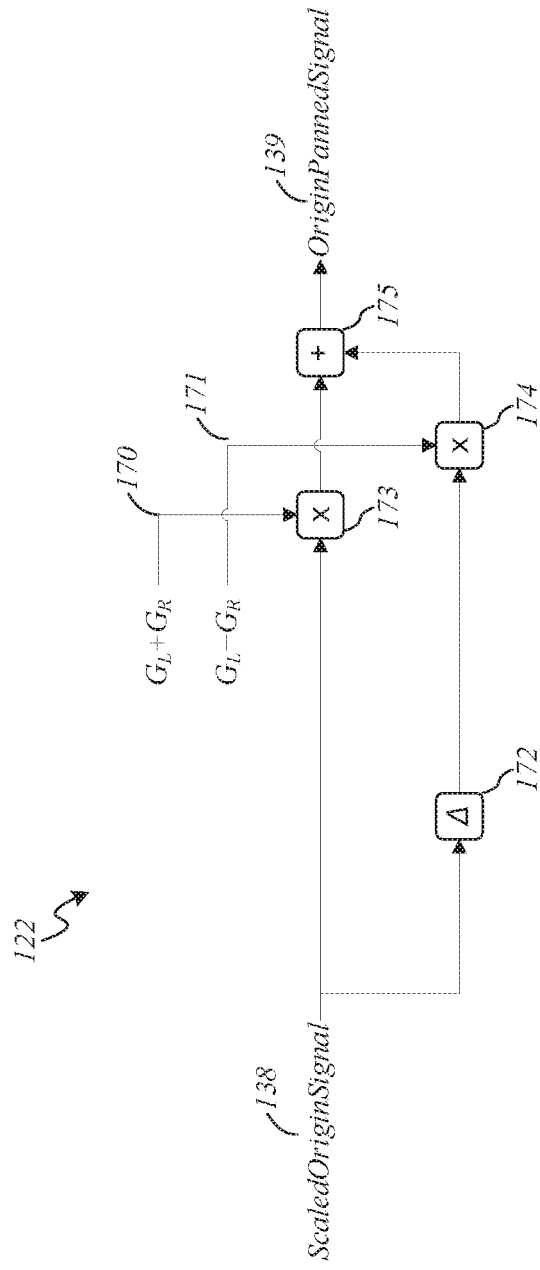 122
170
171
G_L+G_R
G_L−G_R
138
ScaledOriginSignal
x
173
+
175
139
OriginPannedSignal
Δ
172
x
174